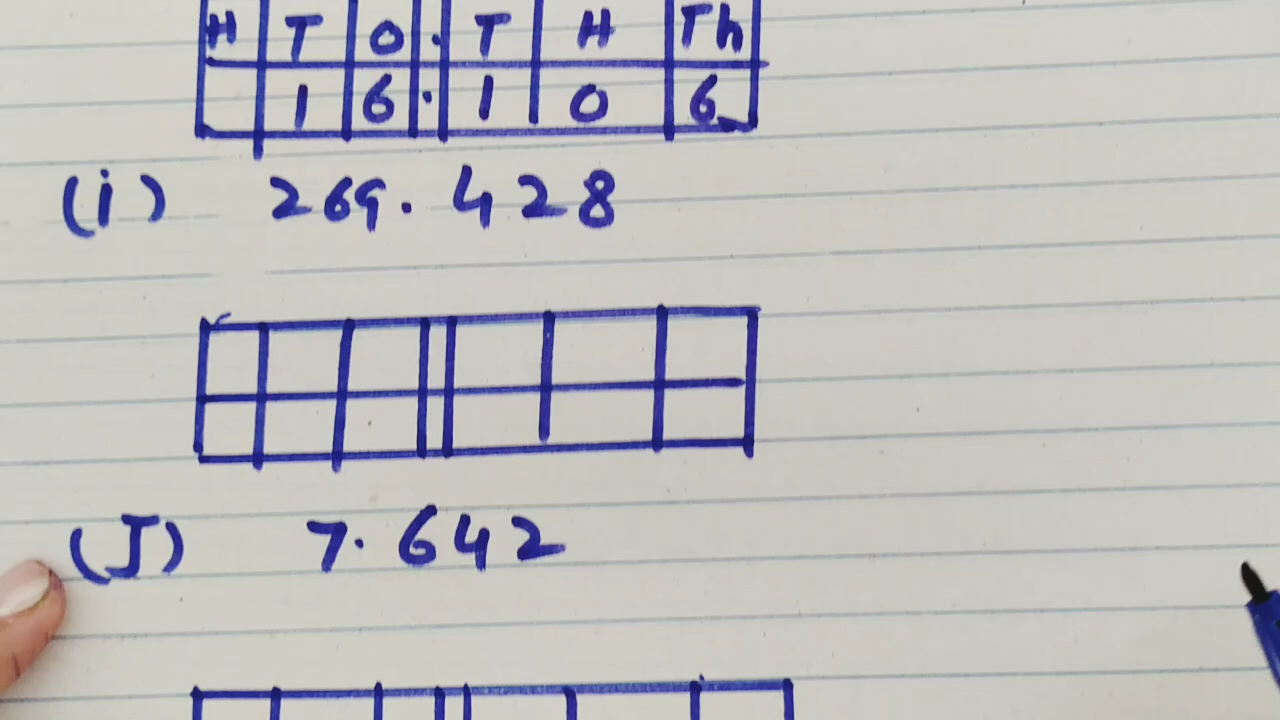 H T O . T H Th
1 6 . 1 0 6
(i) 269.428
(J) 7.642